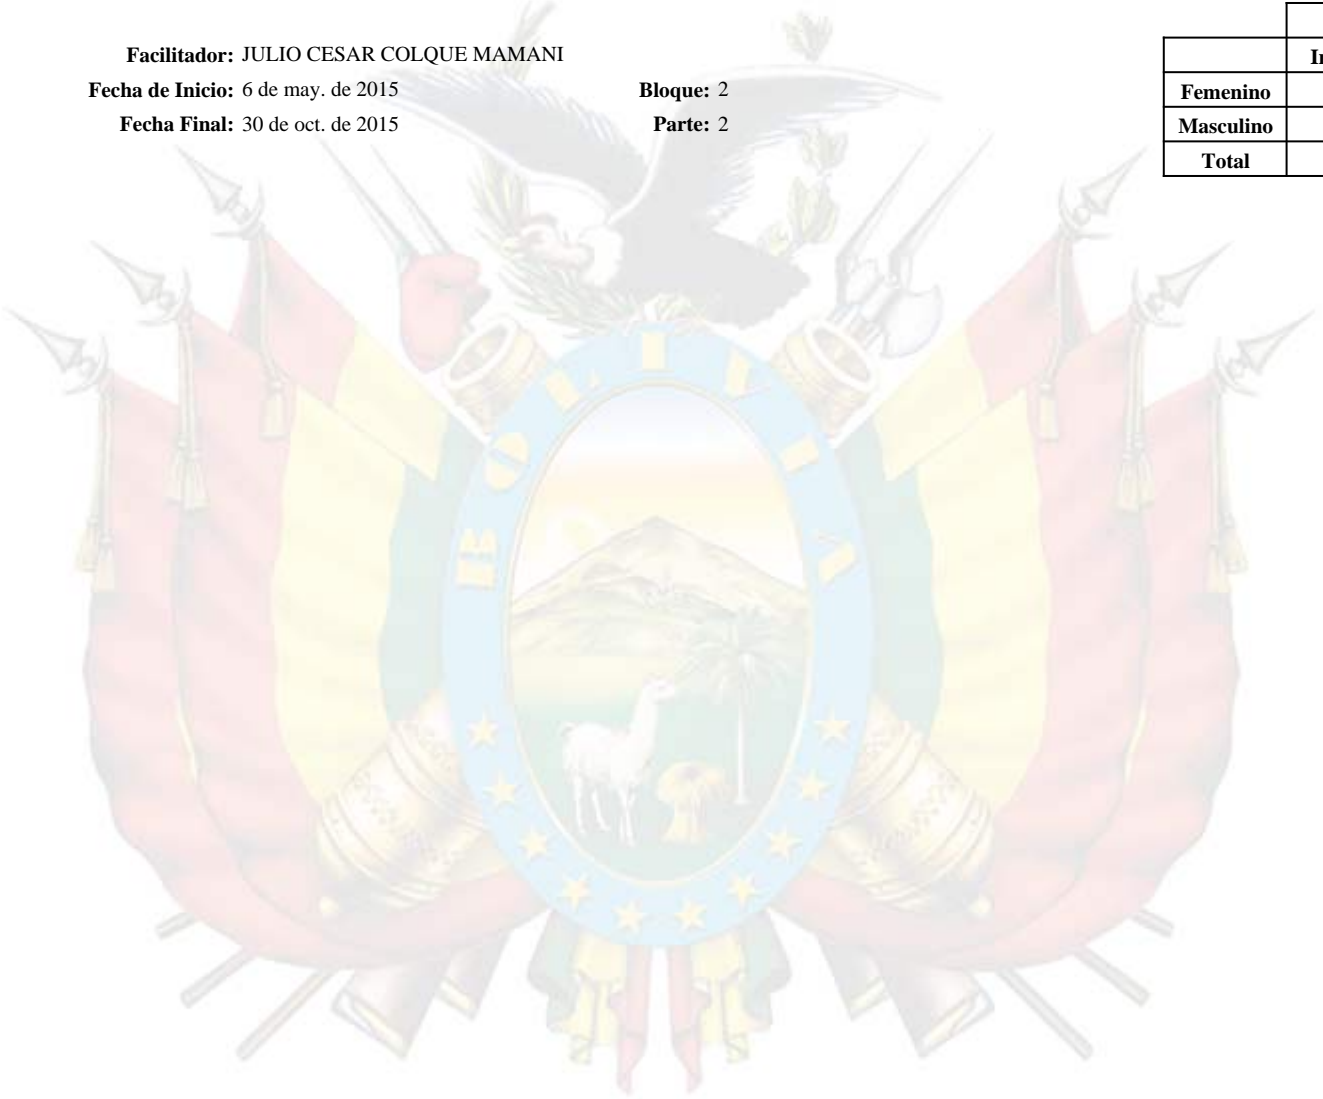 Facilitador: JULIO CESAR COLQUE MAMANI
Fecha de Inicio: 6 de may. de 2015 Bloque: 2
Fecha Final: 30 de oct. de 2015 Parte: 2
Femenino
Masculino
Total
BOLIVIA